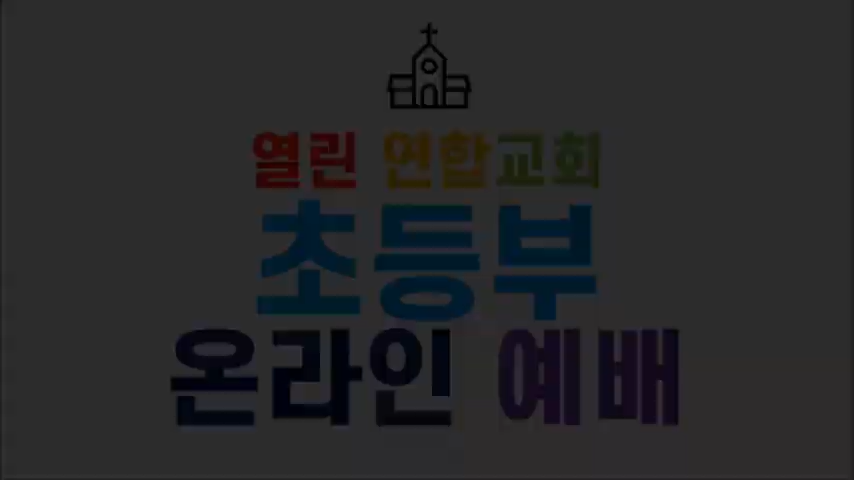 열린 연합교회
초등부
온라인 예배